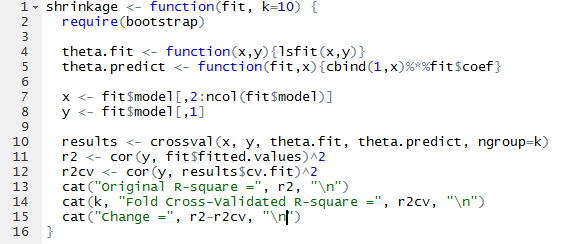 1 shrinkage <- function(fit, k=10) {
2 require(bootstrap)
3
4 theta.fit <- function(x,y){lsfit(x,y)}
5 theta.predict <- function(fit,x){cbind(1,x)%*%fit$coef}
6
7 x <- fit$model[,2:ncol(fit$model)]
8 y <- fit$model[,1]
9
10 results <- crossval(x, y, theta.fit, theta.predict, ngroup=k)
11 r2 <- cor(y, fit$fitted.values)^2
12 r2cv <- cor(y, results$cv.fit)^2
13 cat("Original R-square =", r2, "\n")
14 cat(k, "Fold Cross-Validated R-square =", r2cv, "\n")
15 cat("Change =", r2-r2cv, "\n")
16 }